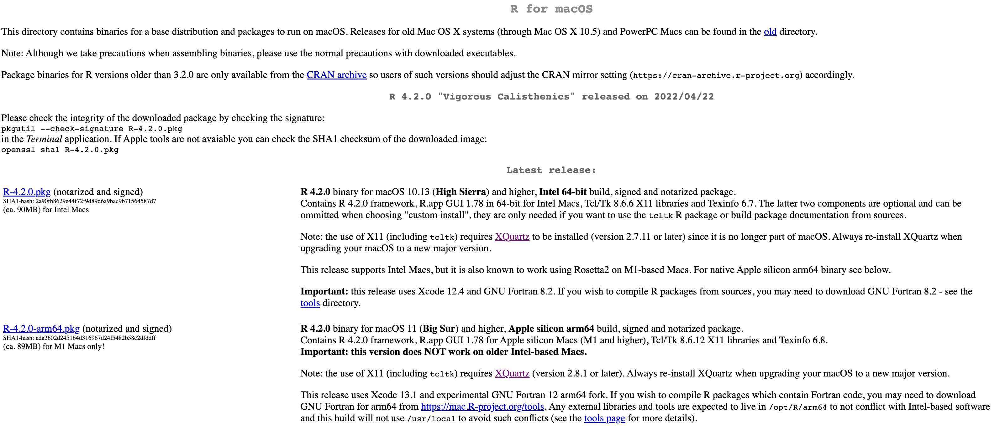 R for macOS
This directory contains binaries for a base distribution and packages to run on macOS. Releases for old Mac OS X systems (through Mac OS X 10.5) and PowerPC Macs can be found in the old directory.
Note: Although we take precautions when assembling binaries, please use the normal precautions with downloaded executables.
Package binaries for R versions older than 3.2.0 are only available from the CRAN archive so users of such versions should adjust the CRAN mirror setting (https://cran-archive.r-project.org) accordingly.
R 4.2.0 "Vigorous Calisthenics" released on 2022/04/22
Please check the integrity of the downloaded package by checking the signature:
pkgutil --check-signature R-4.2.0.pkg
in the Terminal application. If Apple tools are not avaiable you can check the SHA1 checksum of the downloaded image:
openssl sha1 R-4.2.0.pkg
Latest release:
R-4.2.0.pkg (notarized and signed)
SHA1-hash: 2a90fb8629e44f72f9d89d6a9bac9b71564587d7
(ca. 90MB) for Intel Macs
R 4.2.0 binary for macOS 10.13 (High Sierra) and higher, Intel 64-bit build, signed and notarized package.
Contains R 4.2.0 framework, R.app GUI 1.78 in 64-bit for Intel Macs, Tcl/Tk 8.6.6 X11 libraries and Texinfo 6.7. The latter two components are optional and can be
ommitted when choosing "custom install", they are only needed if you want to use the tcltk R package or build package documentation from sources.
Note: the use of X11 (including tcltk) requires XQuartz to be installed (version 2.7.11 or later) since it is no longer part of macOS. Always re-install XQuartz when
upgrading your macOS to a new major version.
This release supports Intel Macs, but it is also known to work using Rosetta2 on M1-based Macs. For native Apple silicon arm64 binary see below.
Important: this release uses Xcode 12.4 and GNU Fortran 8.2. If you wish to compile R packages from sources, you may need to download GNU Fortran 8.2 - see the
tools directory.
R-4.2.0-arm64.pkg (notarized and signed)
SHA1-hash: ada2602d245164d316967d24f5482b58e2dfddff
(ca. 89MB) for M1 Macs only!
R 4.2.0 binary for macOS 11 (Big Sur) and higher, Apple silicon arm64 build, signed and notarized package.
Contains R 4.2.0 framework, R.app GUI 1.78 for Apple silicon Macs (M1 and higher), Tcl/Tk 8.6.12 X11 libraries and Texinfo 6.8.
Important: this version does NOT work on older Intel-based Macs.
Note: the use of X11 (including tcltk) requires XQuartz (version 2.8.1 or later). Always re-install XQuartz when upgrading your macOS to a new major version.
This release uses Xcode 13.1 and experimental GNU Fortran 12 arm64 fork. If you wish to compile R packages which contain Fortran code, you may need to download
GNU Fortran for arm64 from https://mac.R-project.org/tools. Any external libraries and tools are expected to live in /opt/R/arm64 to not conflict with Intel-based software
and this build will not use /usr/local to avoid such conflicts (see the tools page for more details).